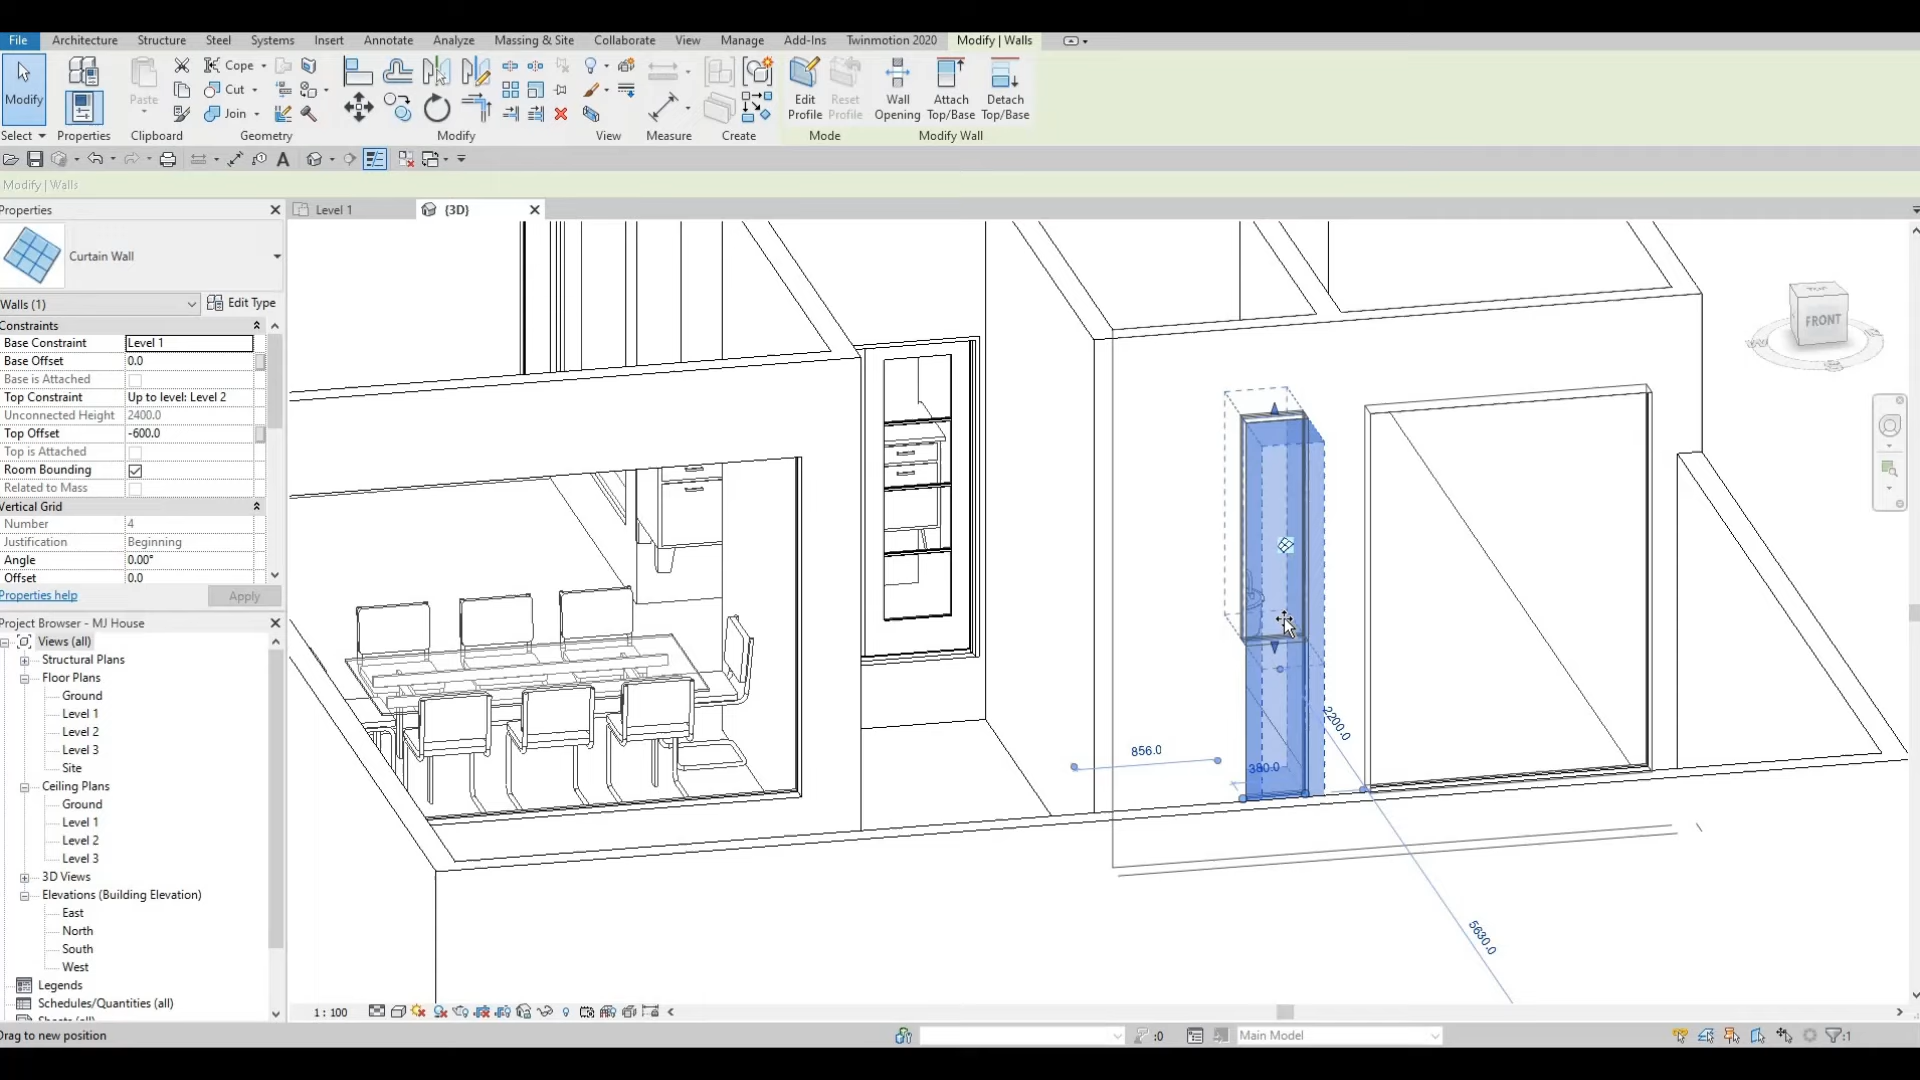 File Architecture Structure Steel Systems Insert Annotate Analyze Massing & Site Collaborate View Manage Add-Ins Twinmotion 2020 Modify | Walls
Modify
Paste
Cope
Cut
Join
Edit Profile
Reset Profile
Wall Opening
Attach Top/Base
Detach Top/Base
Select Properties Clipboard Geometry Modify View Measure Create Mode Modify Wall
Modify | Walls
Properties
Level 1
{3D}
Curtain Wall
Walls (1)
Edit Type
Constraints
Base Constraint Level 1
Base Offset 0.0
Base is Attached
Top Constraint Up to level: Level 2
Unconnected Height 2400.0
Top Offset -600.0
Top is Attached
Room Bounding
Related to Mass
Vertical Grid
Number 4
Justification Beginning
Angle 0.00°
Offset 0.0
Properties help
Apply
Project Browser - MJ House
Views (all)
Structural Plans
Floor Plans
Ground
Level 1
Level 2
Level 3
Site
Ceiling Plans
Ground
Level 1
Level 2
Level 3
3D Views
Elevations (Building Elevation)
East
North
South
West
Legends
Schedules/Quantities (all)
FRONT
856.0
380.0
2200.0
5630.0
1 : 100
Drag to new position
:0
Main Model
:1